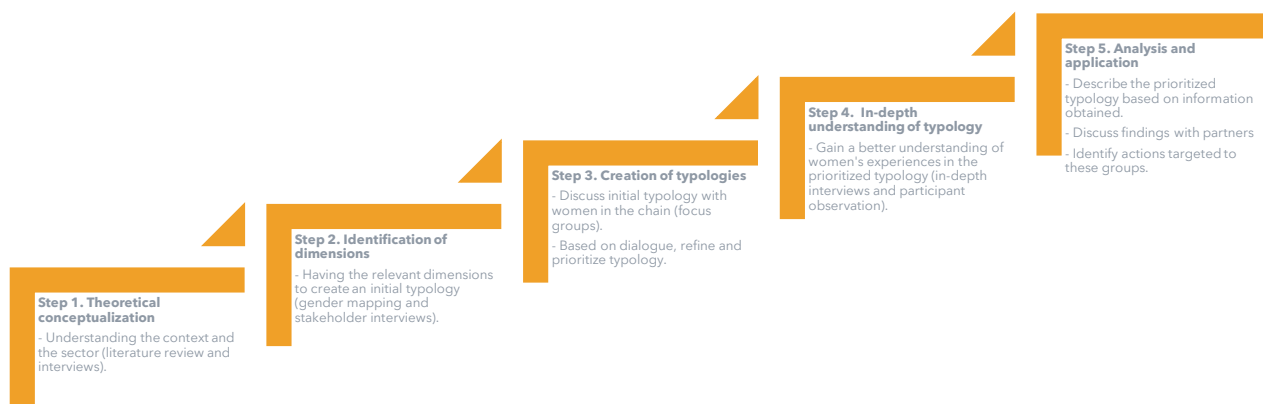 Step 1. Theoretical
conceptualization
- Understanding the context and
the sector (literature review and
interviews).
Step 2. Identification of
dimensions
- Having the relevant dimensions
to create an initial typology
(gender mapping and
stakeholder interviews).
Step 3. Creation of typologies
- Discuss initial typology with
women in the chain (focus
groups).
- Based on dialogue, refine and
prioritize typology.
Step 4. In-depth
understanding of typology
- Gain a better understanding of
women's experiences in the
prioritized typology (in-depth
interviews and participant
observation).
Step 5. Analysis and
application
- Describe the prioritized
typology based on information
obtained.
- Discuss findings with partners
- Identify actions targeted to
these groups.